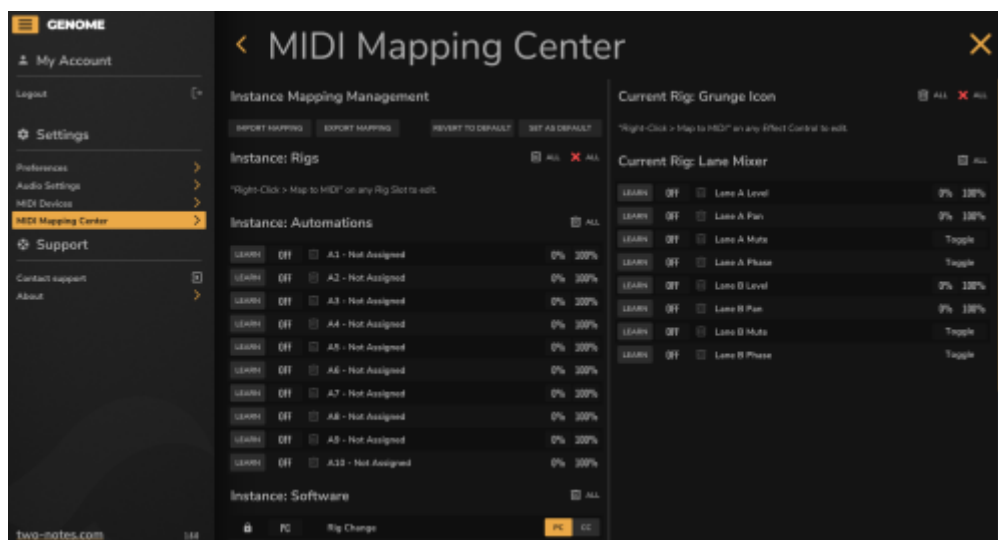 GENOME
My Account
Logout
Settings
Preferences
Audio Settings
MIDI Devices
MIDI Mapping Center
Support
Contact support
About
two-notes.com
MIDI Mapping Center
Instance Mapping Management
IMPORT MAPPING EXPORT MAPPING REVERT TO DEFAULT SET AS DEFAULT
Instance: Rigs ALL ALL
"Right-Click > Map to MIDI" on any Rig Slot to edit.
Instance: Automations ALL
LEARN OFF A1 - Not Assigned 0% 100%
LEARN OFF A2 - Not Assigned 0% 100%
LEARN OFF A3 - Not Assigned 0% 100%
LEARN OFF A4 - Not Assigned 0% 100%
LEARN OFF A5 - Not Assigned 0% 100%
LEARN OFF A6 - Not Assigned 0% 100%
LEARN OFF A7 - Not Assigned 0% 100%
LEARN OFF A8 - Not Assigned 0% 100%
LEARN OFF A9 - Not Assigned 0% 100%
LEARN OFF A10 - Not Assigned 0% 100%
Instance: Software ALL
PC Rig Change PC CC
Current Rig: Grunge Icon ALL ALL
"Right-Click > Map to MIDI" on any Effect Control to edit.
Current Rig: Lane Mixer ALL
LEARN OFF Lane A Level 0% 100%
LEARN OFF Lane A Pan 0% 100%
LEARN OFF Lane A Mute Toggle
LEARN OFF Lane A Phase Toggle
LEARN OFF Lane B Level 0% 100%
LEARN OFF Lane B Pan 0% 100%
LEARN OFF Lane B Mute Toggle
LEARN OFF Lane B Phase Toggle